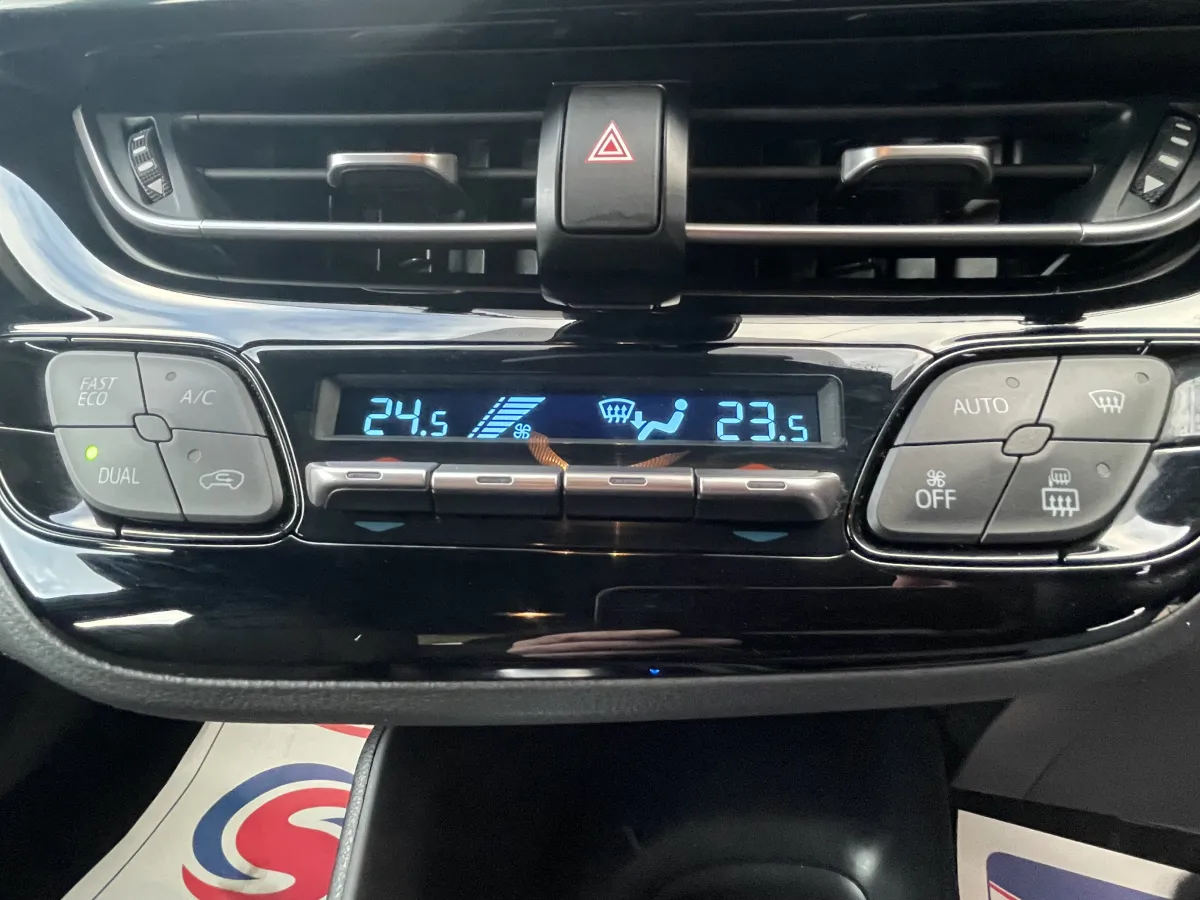 FAST
ECO
A/C
DUAL
24.5
23.5
AUTO
OFF